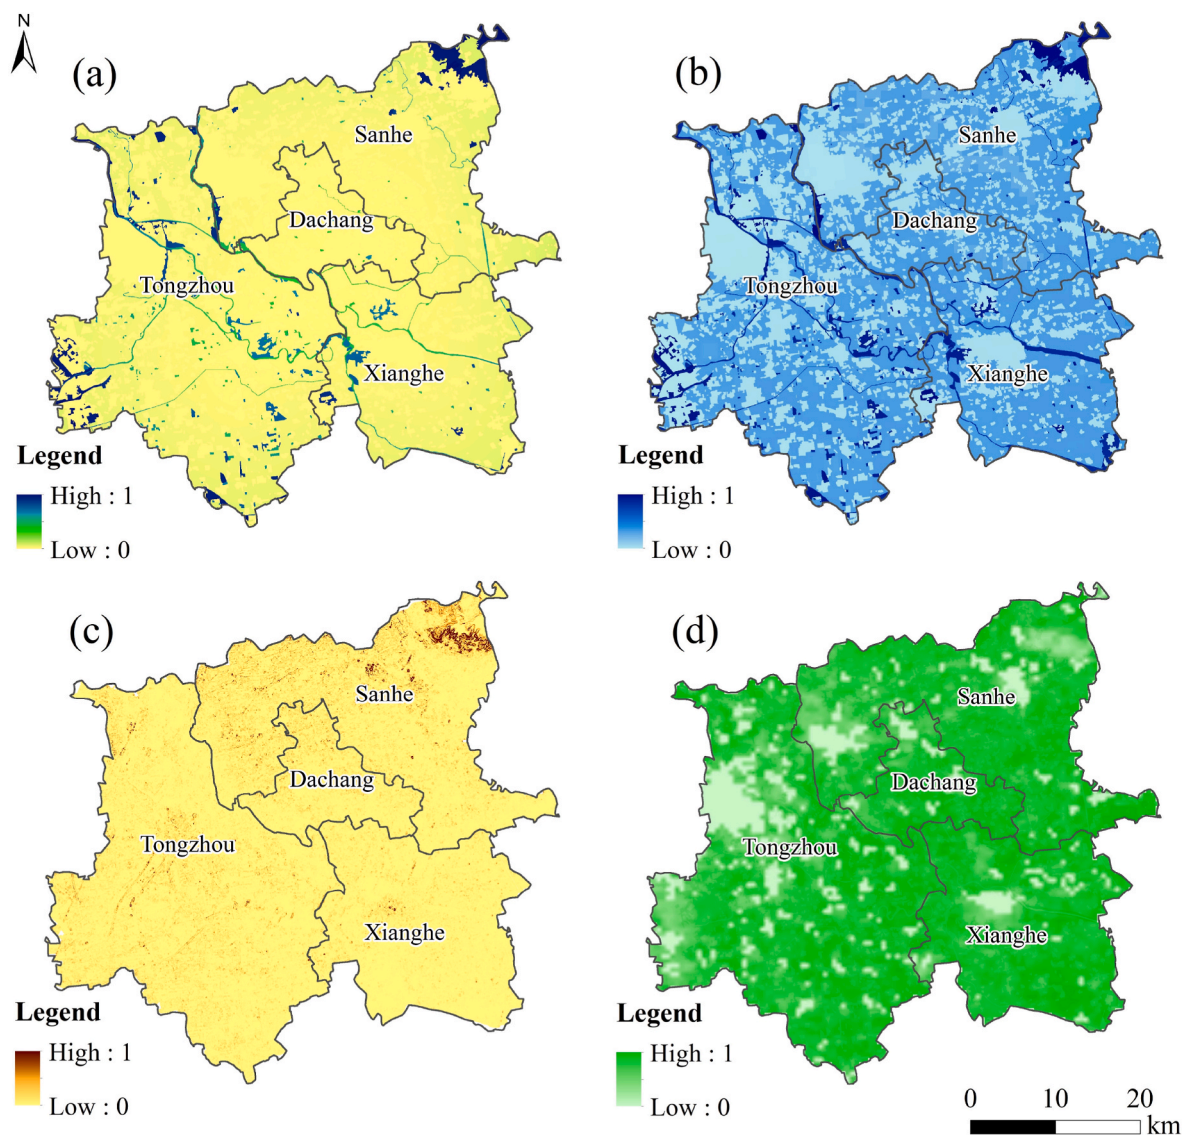 N
(a)
Sanhe
Dachang
Tongzhou
Xianghe
Legend
High : 1
Low : 0
(b)
Sanhe
Dachang
Tongzhou
Xianghe
Legend
High : 1
Low : 0
(c)
Sanhe
Dachang
Tongzhou
Xianghe
Legend
High : 1
Low : 0
(d)
Sanhe
Dachang
Tongzhou
Xianghe
Legend
High : 1
Low : 0
0 10 20
km